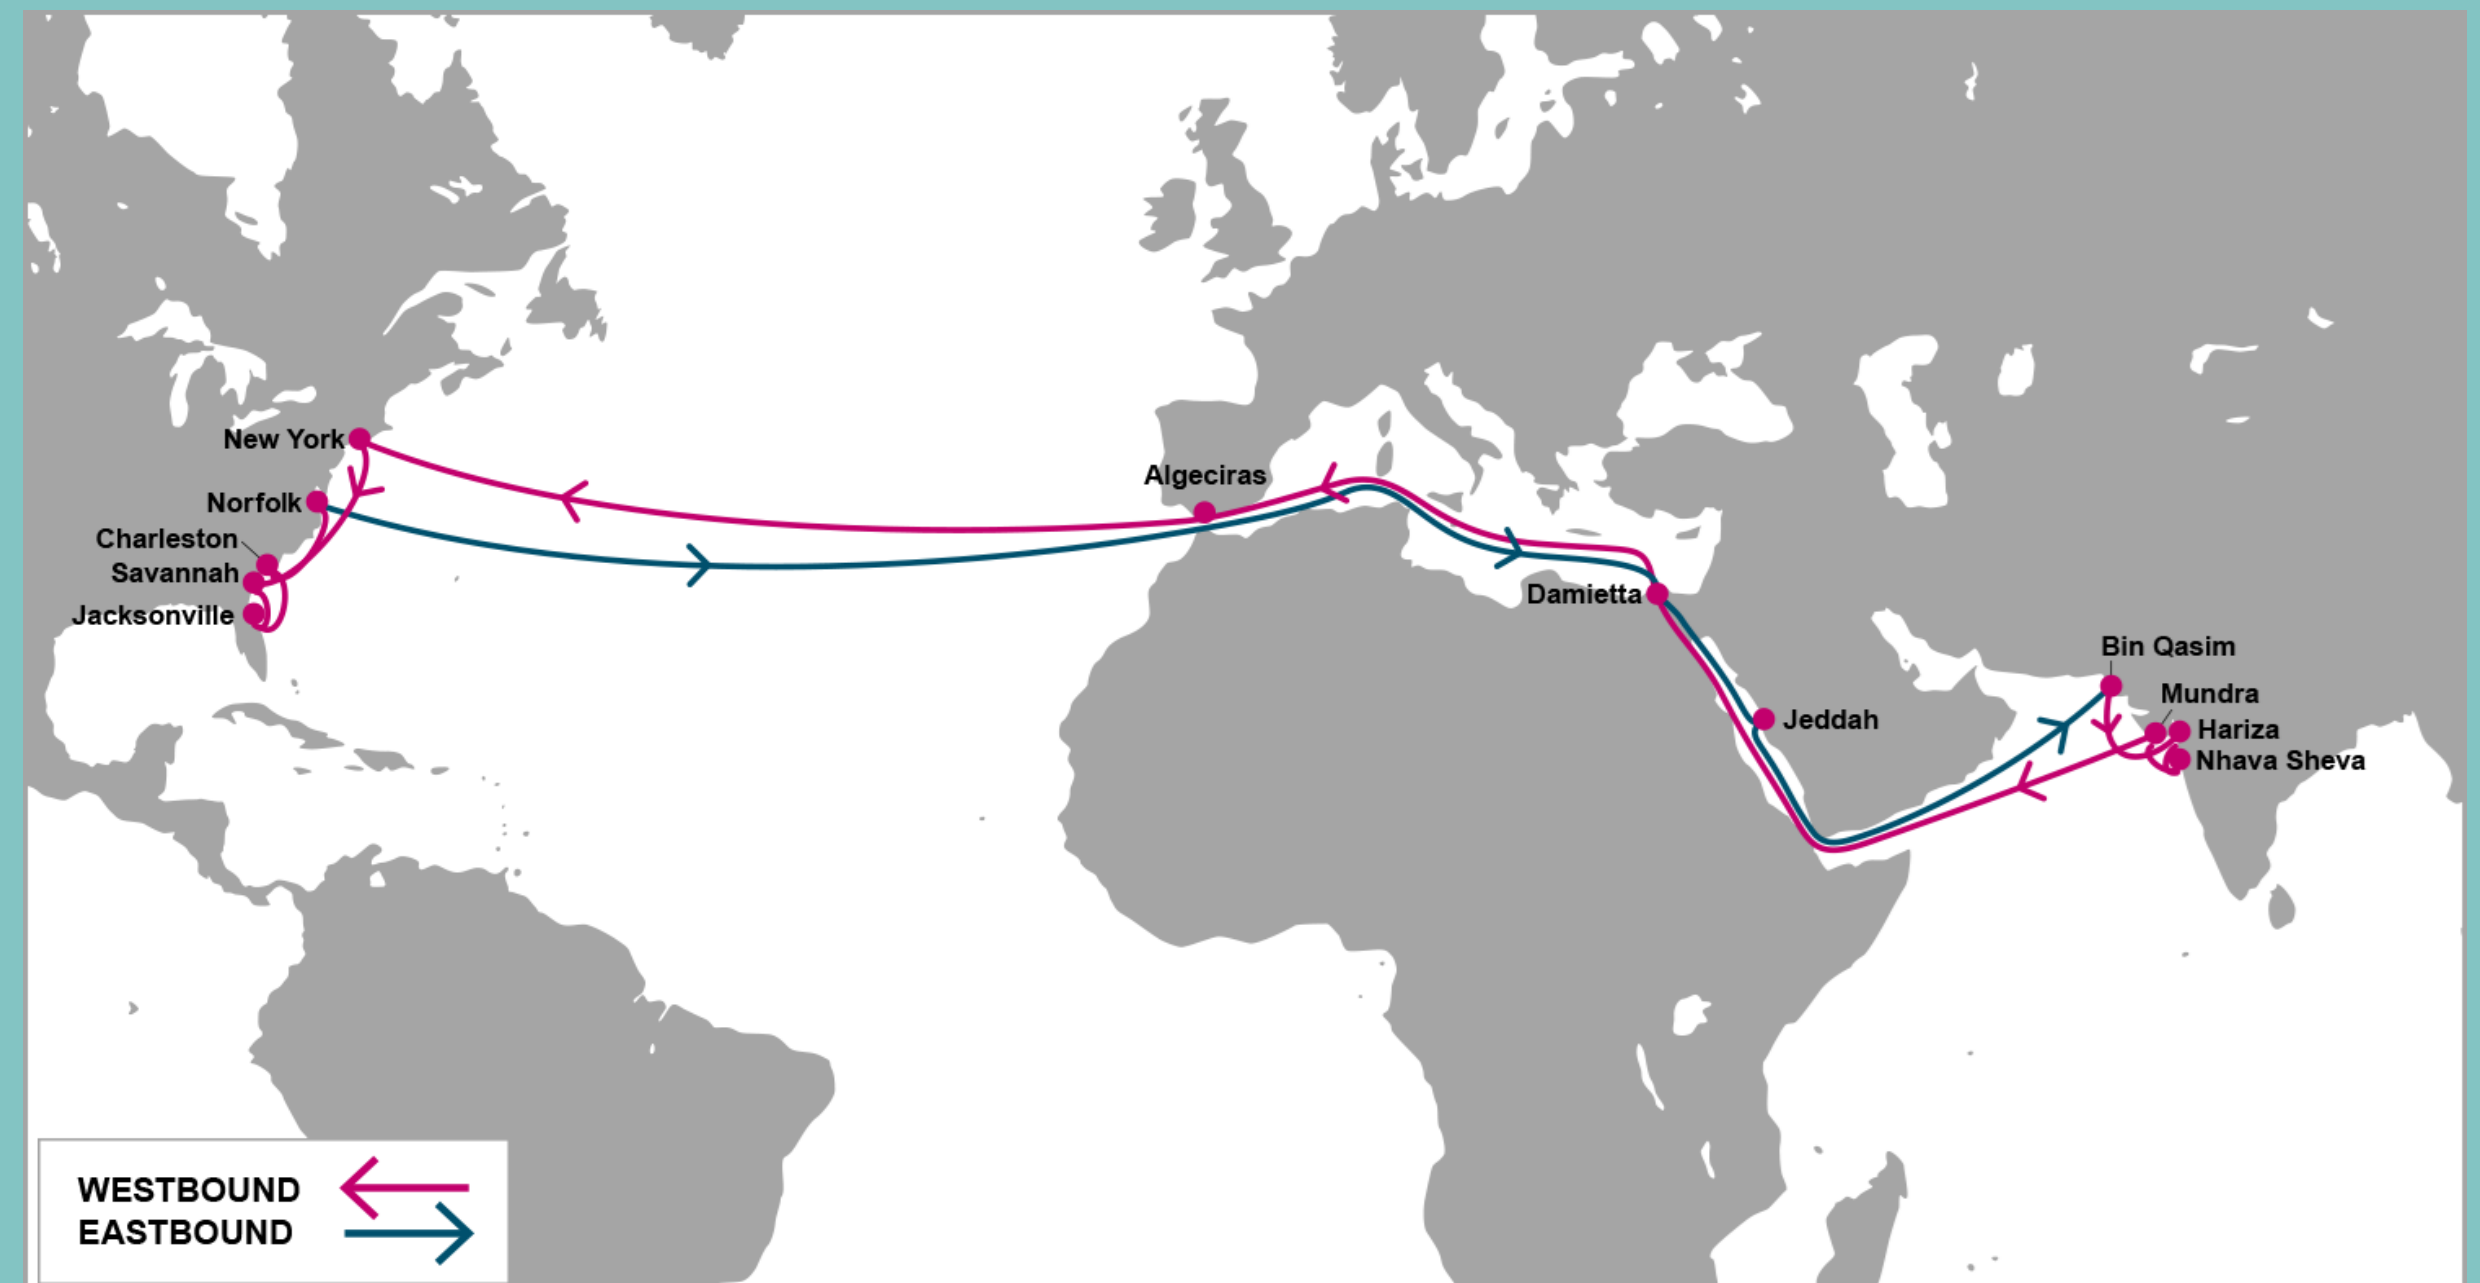 New York
Norfolk
Charleston
Savannah
Jacksonville
Algeciras
Damietta
Jeddah
Bin Qasim
Mundra
Hariza
Nhava Sheva
WESTBOUND
EASTBOUND